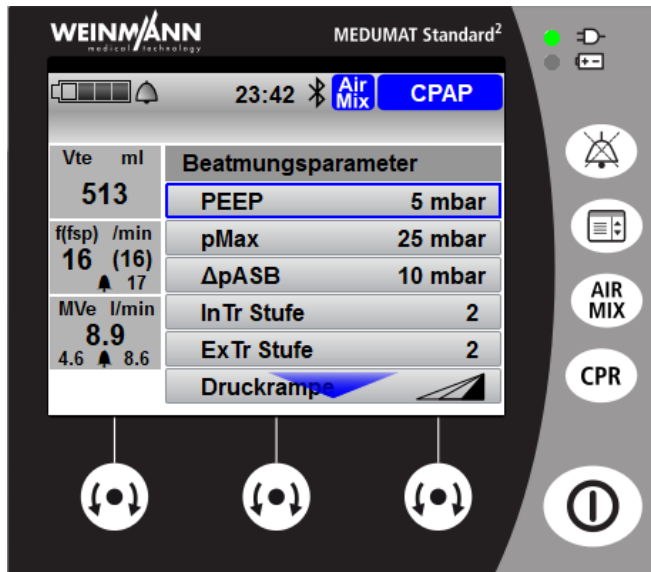 WEINMANN
medical technology
MEDUMAT Standard²
23:42 Air Mix CPAP
Vte ml
513
f(fsp) /min
16 (16)
17
MVe l/min
8.9
4.6 8.6
Beatmungsparameter
PEEP 5 mbar
pMax 25 mbar
ΔpASB 10 mbar
InTr Stufe 2
ExTr Stufe 2
Druckrampe
AIR
MIX
CPR